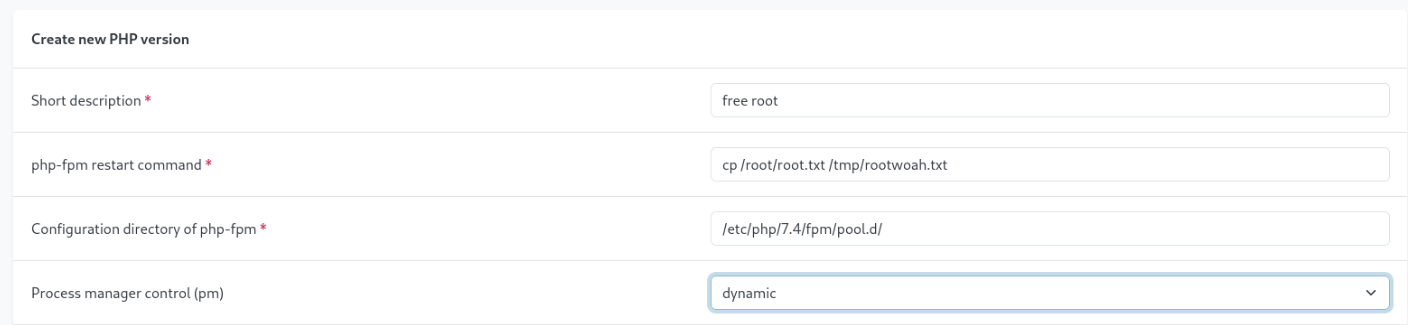 Create new PHP version
Short description *
free root
php-fpm restart command *
cp /root/root.txt /tmp/rootwoah.txt
Configuration directory of php-fpm *
/etc/php/7.4/fpm/pool.d/
Process manager control (pm)
dynamic